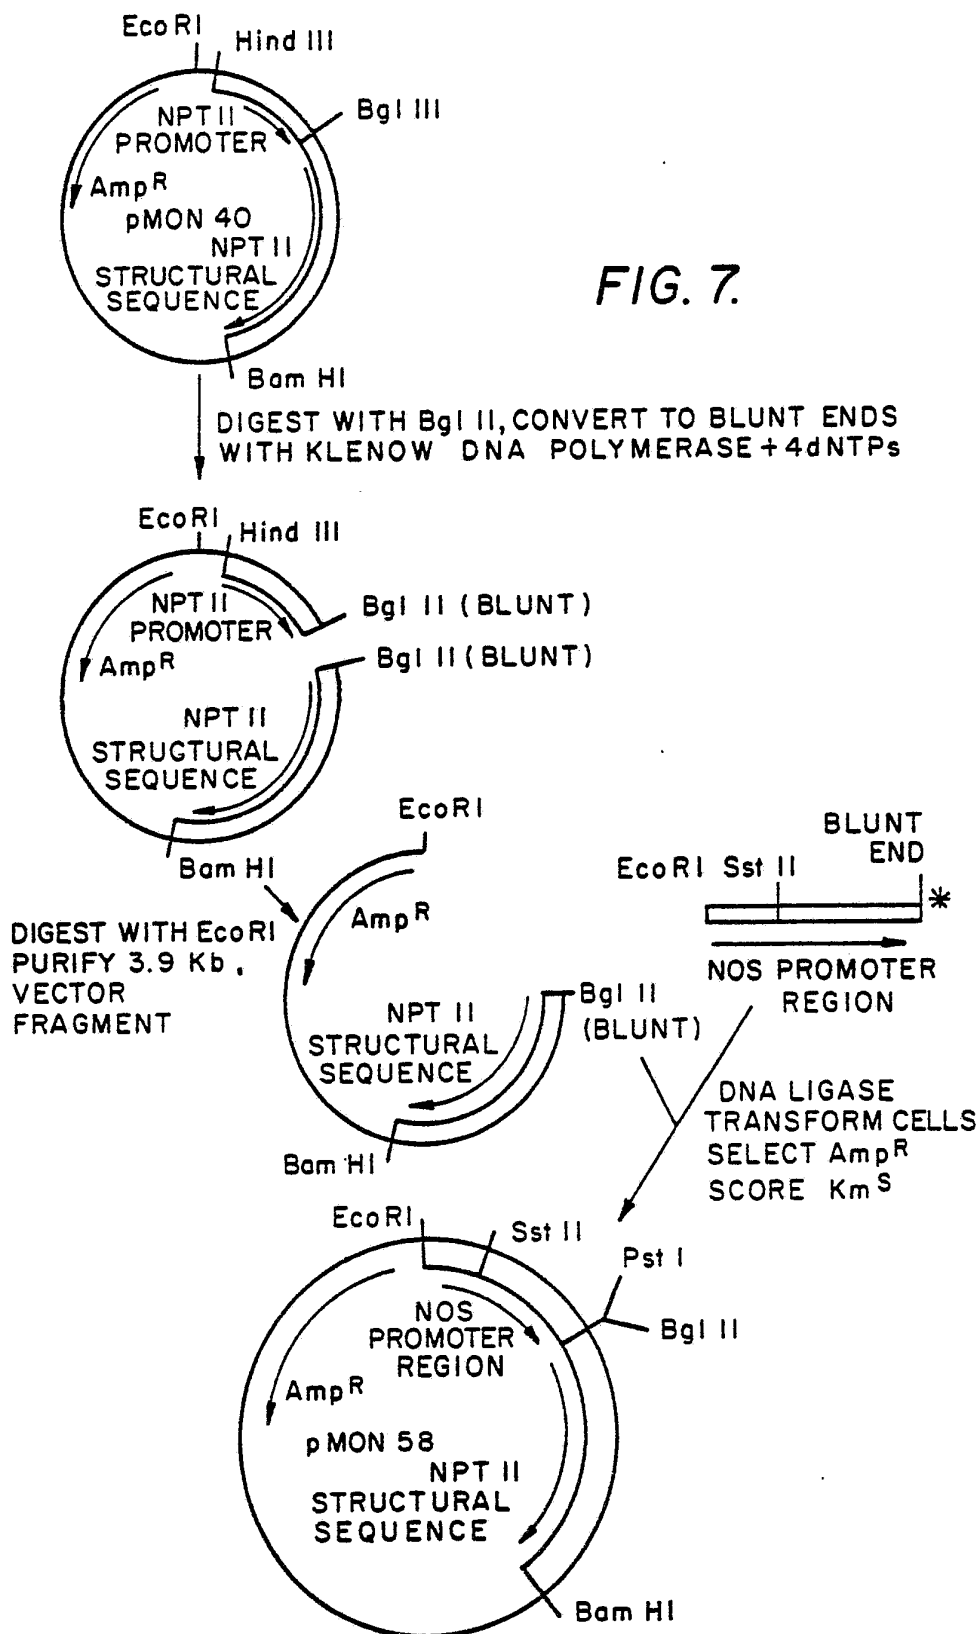 EcoRI
Hind III
Bgl III
NPT II
PROMOTER
AmpR
pMON 40
NPT II
STRUCTURAL
SEQUENCE
Bam HI
FIG. 7.
DIGEST WITH Bgl II, CONVERT TO BLUNT ENDS
WITH KLENOW DNA POLYMERASE + 4dNTPs
EcoRI
Hind III
NPT II
PROMOTER
Bgl II (BLUNT)
Bgl II (BLUNT)
AmpR
NPT II
STRUCTURAL
SEQUENCE
Bam HI
DIGEST WITH EcoRI
PURIFY 3.9 Kb.
VECTOR
FRAGMENT
EcoRI
AmpR
NPT II
STRUCTURAL
SEQUENCE
Bgl II
(BLUNT)
Bam HI
BLUNT
END
EcoRI Sst II
*
NOS PROMOTER
REGION
DNA LIGASE
TRANSFORM CELLS
SELECT AmpR
SCORE KmS
EcoRI
Sst II
Pst I
Bgl II
NOS
PROMOTER
REGION
AmpR
pMON 58
NPT II
STRUCTURAL
SEQUENCE
Bam HI